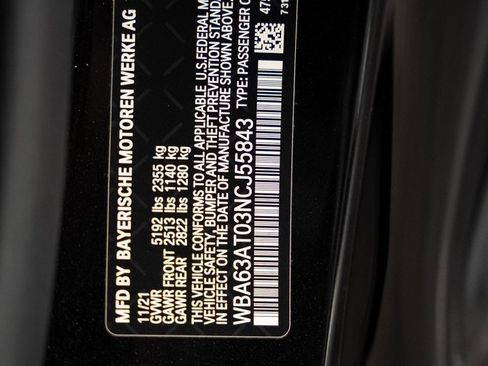 MFD BY BAYERISCHE MOTOREN WERKE AG
11/21
GVWR 5192 lbs 2355 kg
GAWR FRONT 2513 lbs 1140 kg
GAWR REAR 2822 lbs 1280 kg
THIS VEHICLE CONFORMS TO ALL APPLICABLE U.S.FEDERAL M
VEHICLE SAFETY, BUMPER AND THEFT PREVENTION STAND
IN EFFECT ON THE DATE OF MANUFACTURE SHOWN ABOVE.
WBA63AT03NCJ55843 TYPE: PASSENGER C